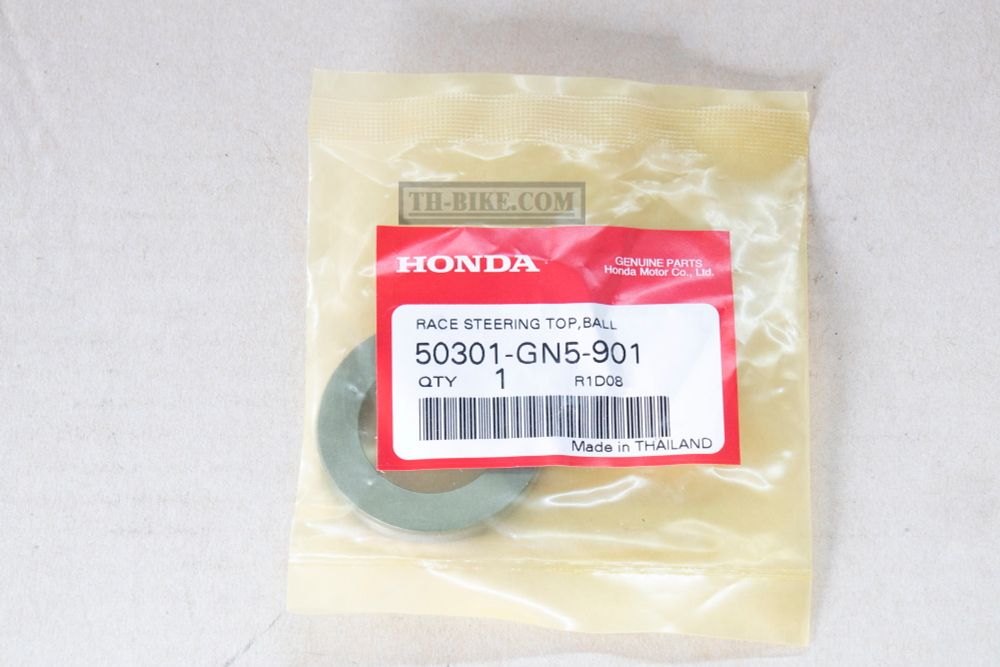 TH-BIKE.COM
HONDA
GENUINE PARTS
Honda Motor Co., Ltd.
RACE STEERING TOP,BALL
50301-GN5-901
QTY 1 R1D08
Made in THAILAND